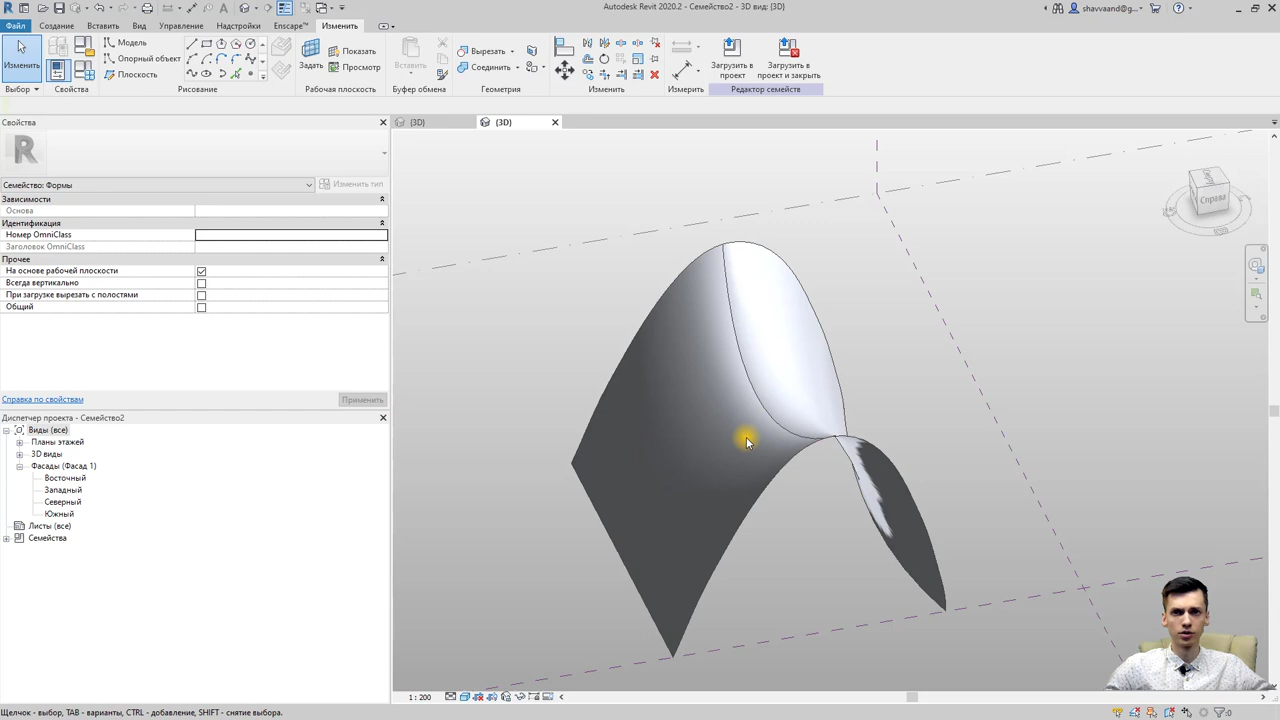 Autodesk Revit 2020.2 - Семейство2 - 3D вид: {3D}
shavvaand@g...
Файл Создание Вставить Вид Управление Надстройки Enscape™ Изменить
Изменить
Модель
Опорный объект
Плоскость
Задать
Показать
Просмотр
Вставить
Вырезать
Соединить
Загрузить в проект
Загрузить в проект и закрыть
Выбор Свойства Рисование Рабочая плоскость Буфер обмена Геометрия Изменить Измерить Редактор семейств
Свойства
{3D} {3D}
Семейство: Формы Изменить тип
Зависимости
Основа
Идентификация
Номер OmniClass
Заголовок OmniClass
Прочее
На основе рабочей плоскости
Всегда вертикально
При загрузке вырезать с полостями
Общий
Справка по свойствам Применить
Диспетчер проекта - Семейство2
Виды (все)
Планы этажей
3D виды
Фасады (Фасад 1)
Восточный
Западный
Северный
Южный
Листы (все)
Семейства
Справа
1 : 200
Щелчок - выбор, TAB - варианты, CTRL - добавление, SHIFT - снятие выбора.
:0